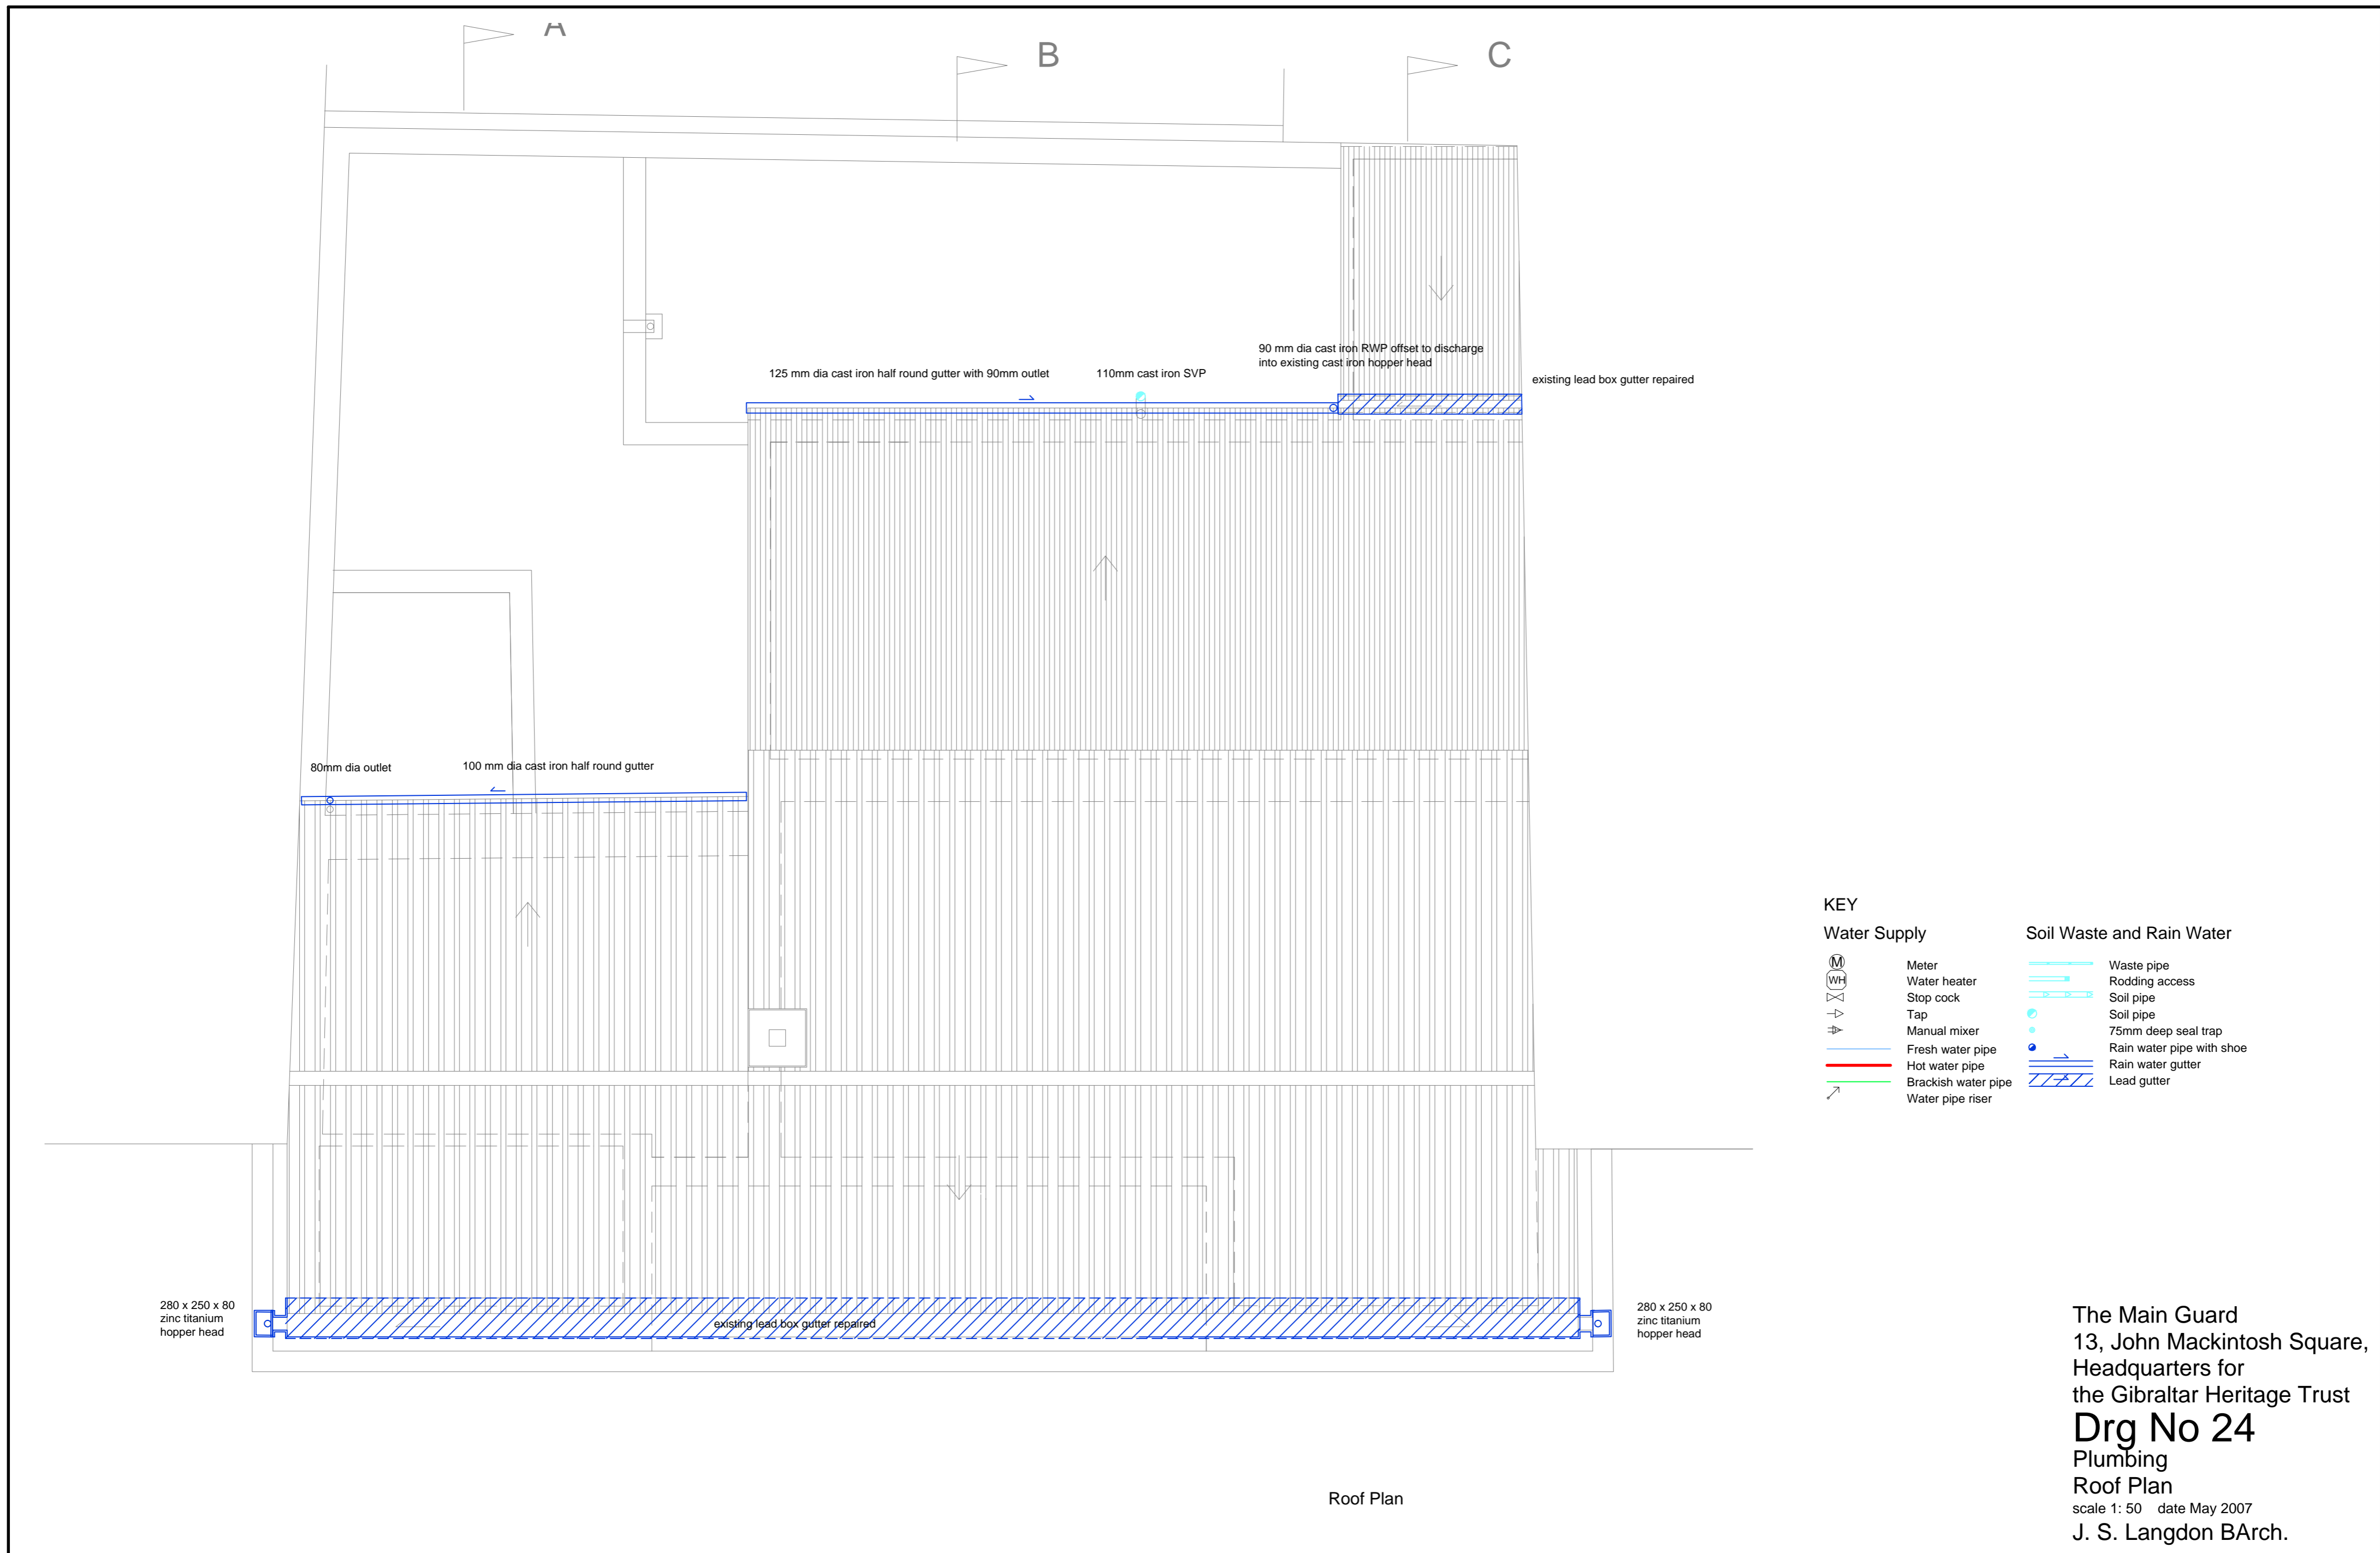 A
B
C
90 mm dia cast iron RWP offset to discharge
into existing cast iron hopper head
125 mm dia cast iron half round gutter with 90mm outlet
110mm cast iron SVP
existing lead box gutter repaired
80mm dia outlet
100 mm dia cast iron half round gutter
280 x 250 x 80
zinc titanium
hopper head
existing lead box gutter repaired
280 x 250 x 80
zinc titanium
hopper head
Roof Plan
KEY
Water Supply
M
Meter
WH
Water heater
Stop cock
Tap
Manual mixer
Fresh water pipe
Hot water pipe
Brackish water pipe
Water pipe riser
Soil Waste and Rain Water
Waste pipe
Rodding access
Soil pipe
Soil pipe
75mm deep seal trap
Rain water pipe with shoe
Rain water gutter
Lead gutter
The Main Guard
13, John Mackintosh Square,
Headquarters for
the Gibraltar Heritage Trust
Drg No 24
Plumbing
Roof Plan
scale 1: 50 date May 2007
J. S. Langdon BArch.